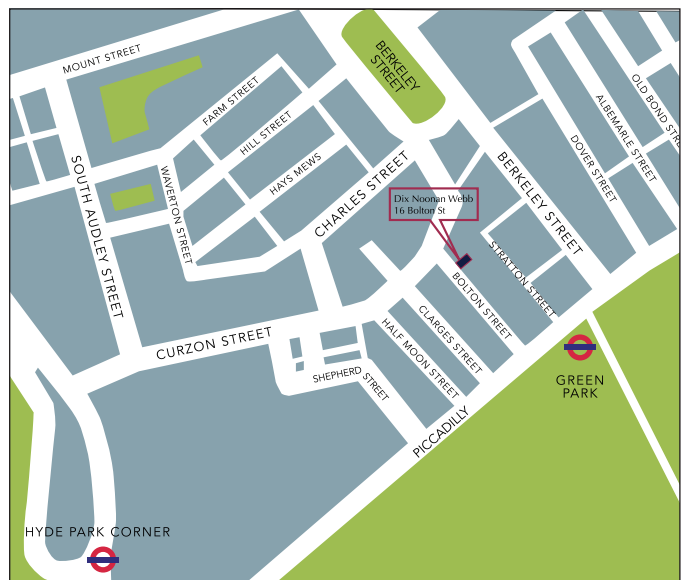 MOUNT STREET
BERKELEY
STREET
FARM STREET
HILL STREET
HAYS MEWS
OLD BOND STR
ALBEMARLE STREET
DOVER STREET
SOUTH AUDLEY STREET
WAVERTON STREET
CHARLES STREET
BERKELEY STREET
Dix Noonan Webb
16 Bolton St
STRATTON STREET
BOLTON STREET
CLARGES STREET
HALF MOON STREET
CURZON STREET
SHEPHERD
STREET
PICCADILLY
GREEN
PARK
HYDE PARK CORNER